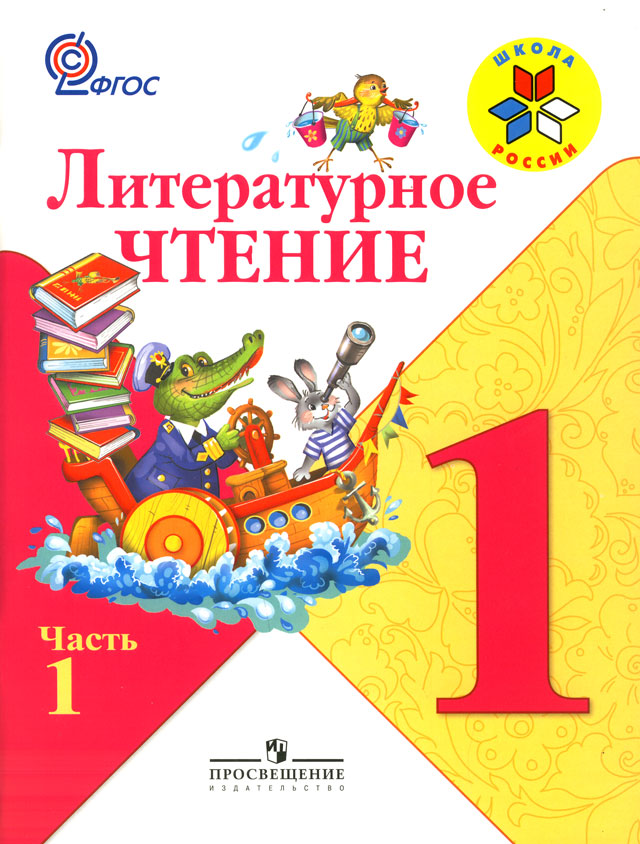 С
ФГОС
ШКОЛА
РОССИИ
Литературное
ЧТЕНИЕ
1
Часть
1
ПРОСВЕЩЕНИЕ
ИЗДАТЕЛЬСТВО